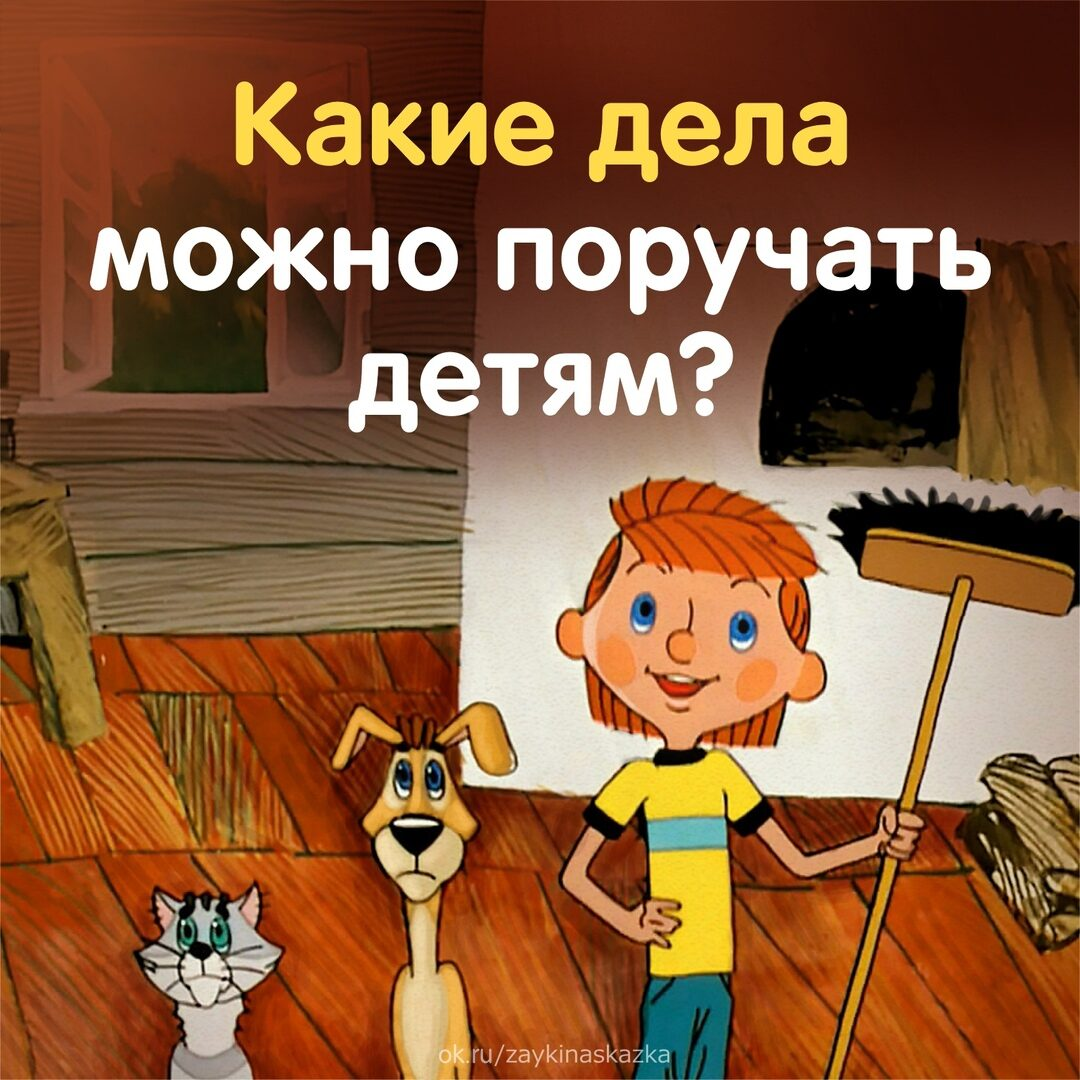 Какие дела
можно поручать
детям?
ok.ru/zaykinaskazka